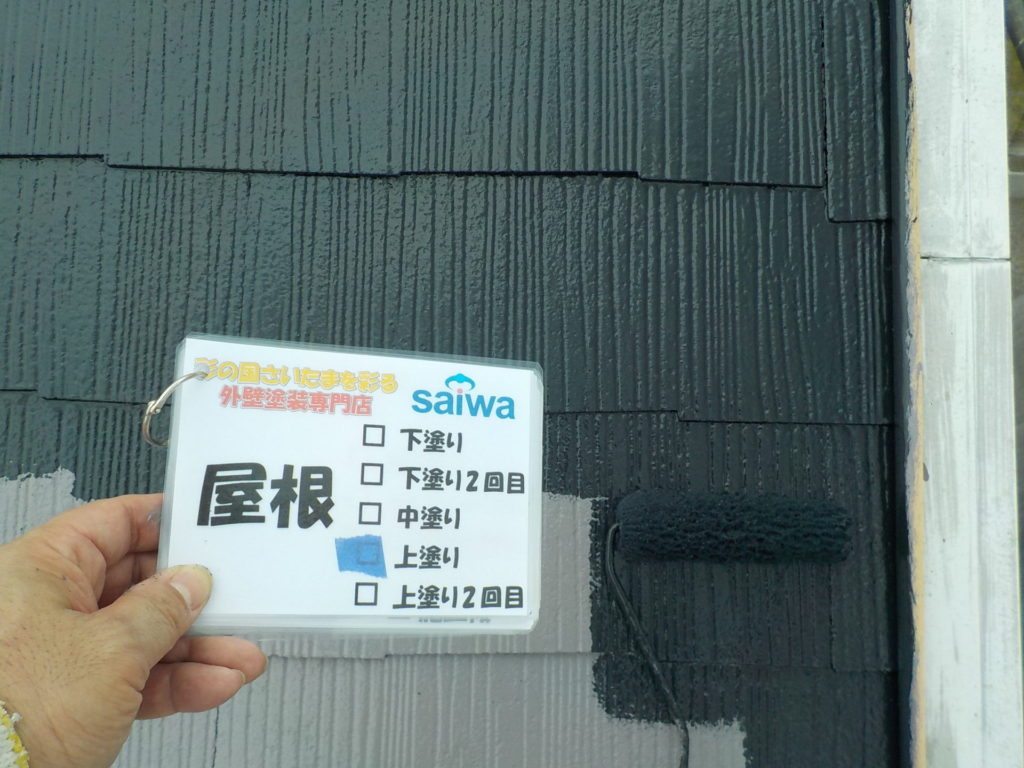 彩の国さいたまを彩る
外壁塗装専門店
saiwa
屋根
□ 下塗り
□ 下塗り2回目
□ 中塗り
□ 上塗り
□ 上塗り2回目